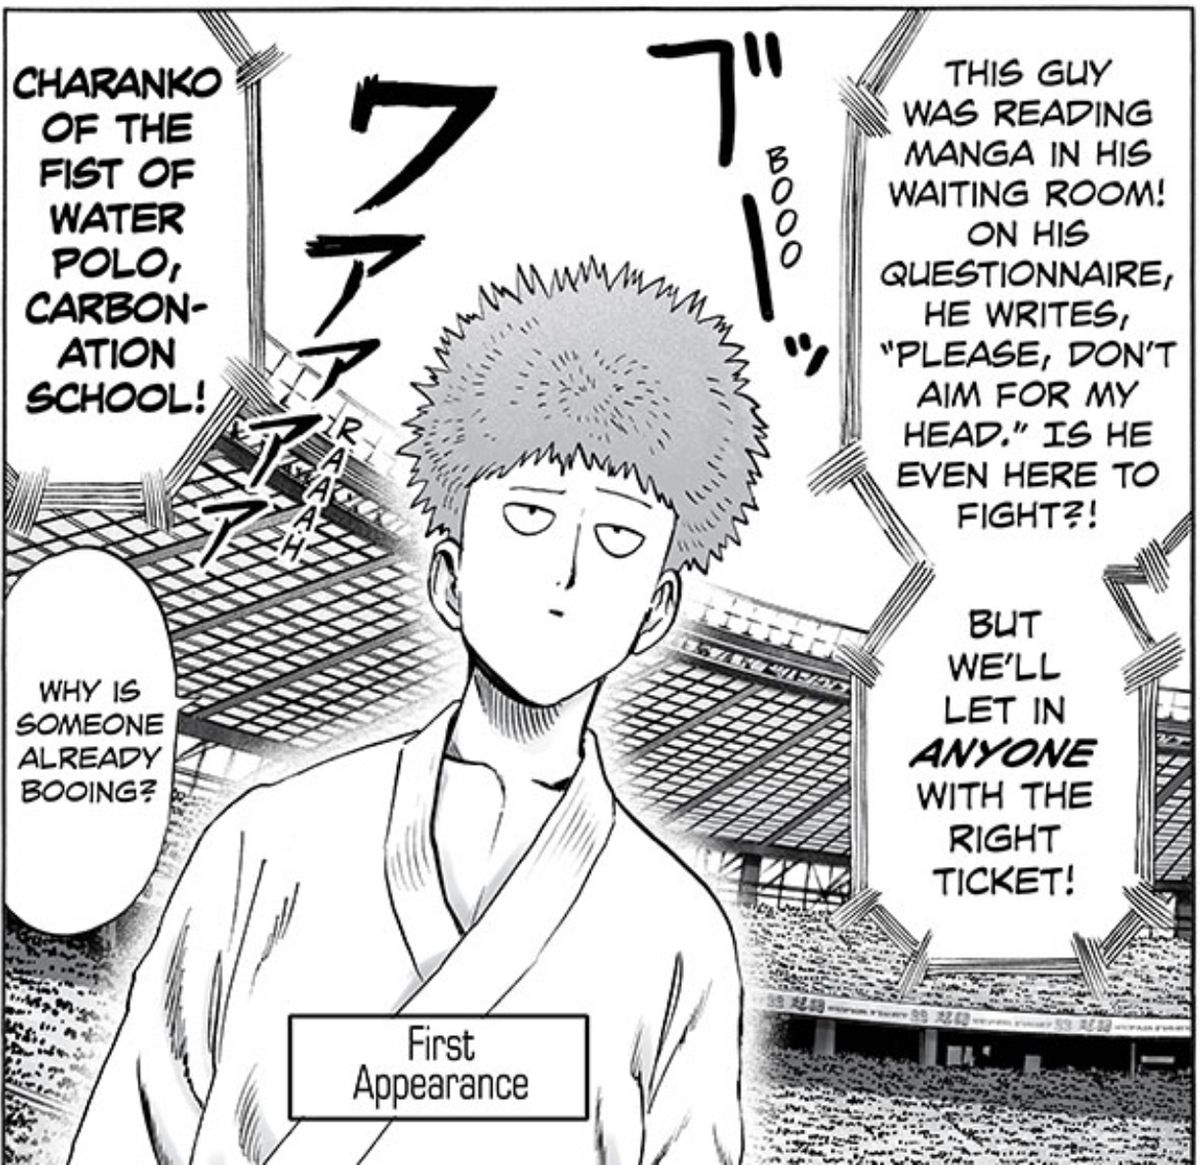 THIS GUY
WAS READING
MANGA IN HIS
WAITING ROOM!
ON HIS
QUESTIONNAIRE,
HE WRITES,
"PLEASE, DON'T
AIM FOR MY
HEAD." IS HE
EVEN HERE TO
FIGHT?!
BUT
WE'LL
LET IN
ANYONE
WITH THE
RIGHT
TICKET!
ブーーッ
BOOO
ワアアアア
RAAAH
CHARANKO
OF THE
FIST OF
WATER
POLO,
CARBON-
ATION
SCHOOL!
WHY IS
SOMEONE
ALREADY
BOOING?
First
Appearance